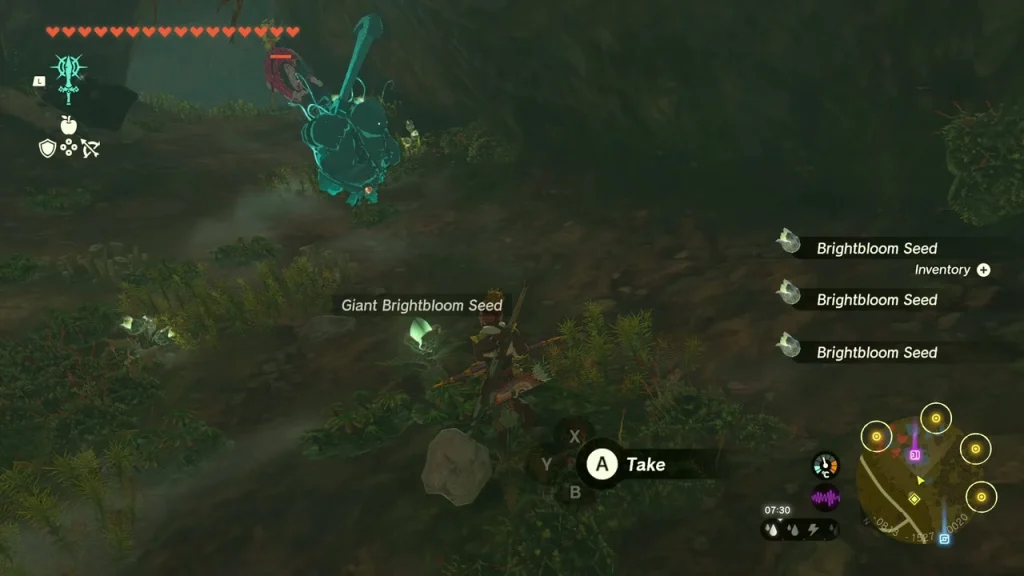 L
Brightbloom Seed
Inventory
Brightbloom Seed
Giant Brightbloom Seed
Brightbloom Seed
X
Y
A Take
B
°C
07:30